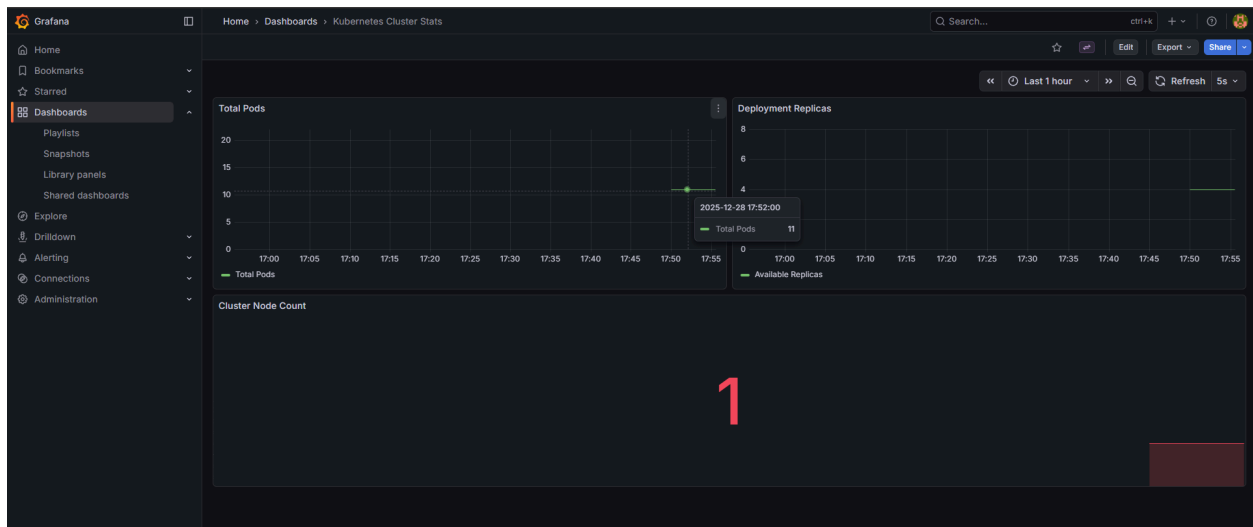 Grafana
Home › Dashboards › Kubernetes Cluster Stats
Search...
ctrl+k
Home
Bookmarks
Starred
Dashboards
Playlists
Snapshots
Library panels
Shared dashboards
Explore
Drilldown
Alerting
Connections
Administration
Edit
Export
Share
Last 1 hour
Refresh
5s
Total Pods
20
15
10
5
0
17:00 17:05 17:10 17:15 17:20 17:25 17:30 17:35 17:40 17:45 17:50 17:55
Total Pods
2025-12-28 17:52:00
Total Pods 11
Deployment Replicas
8
6
4
0
17:00 17:05 17:10 17:15 17:20 17:25 17:30 17:35 17:40 17:45 17:50 17:55
Available Replicas
Cluster Node Count
1